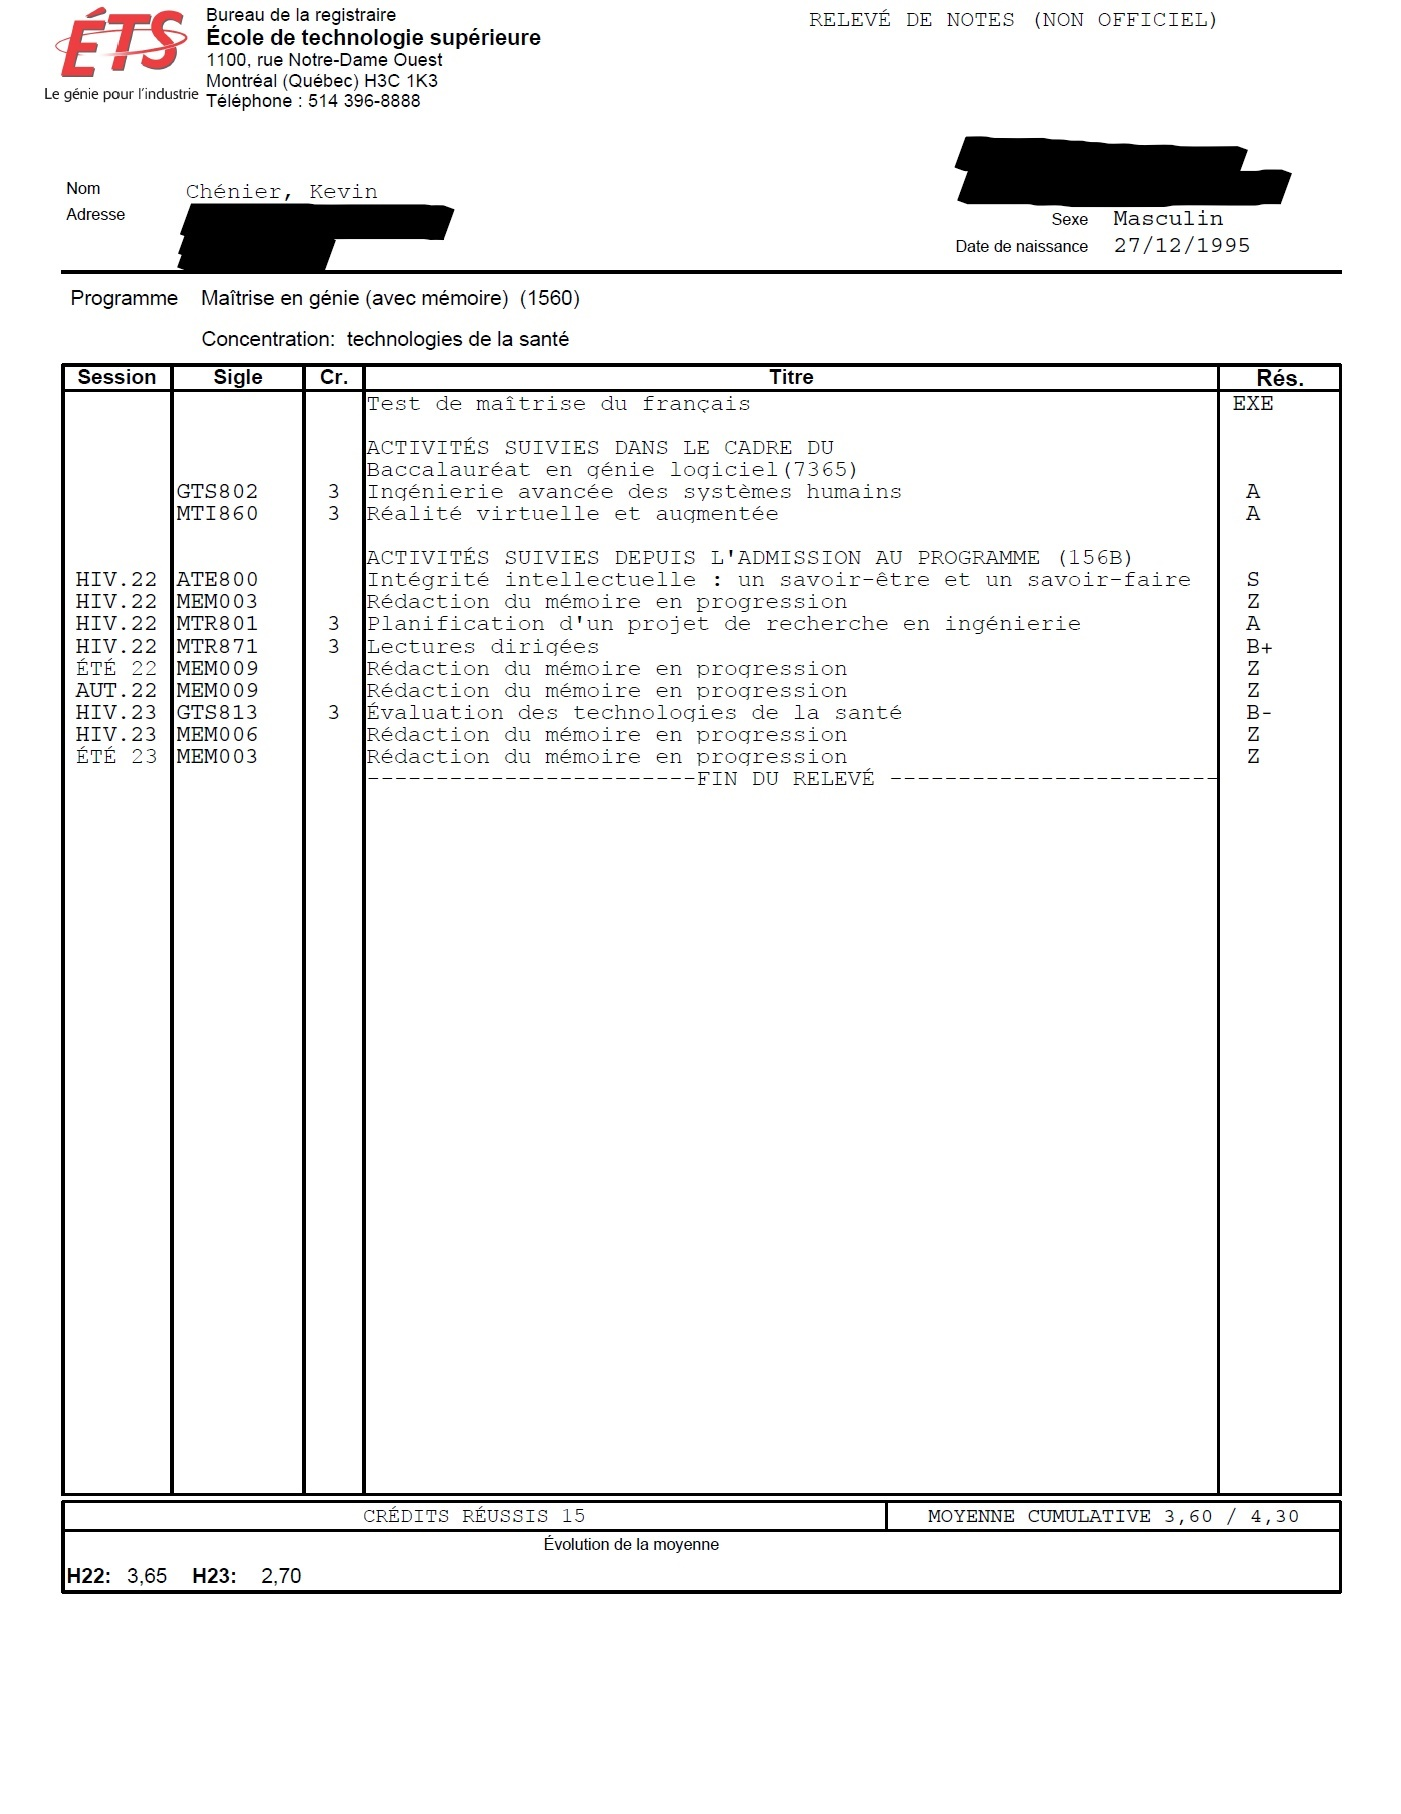 ÉTS
Le génie pour l'industrie
Bureau de la registraire
École de technologie supérieure
1100, rue Notre-Dame Ouest
Montréal (Québec) H3C 1K3
Téléphone : 514 396-8888
RELEVÉ DE NOTES (NON OFFICIEL)
Nom Chénier, Kevin
Adresse
Sexe Masculin
Date de naissance 27/12/1995
Programme Maîtrise en génie (avec mémoire) (1560)
Concentration: technologies de la santé
Session Sigle Cr. Titre Rés.
Test de maîtrise du français EXE
ACTIVITÉS SUIVIES DANS LE CADRE DU
Baccalauréat en génie logiciel(7365)
GTS802 3 Ingénierie avancée des systèmes humains A
MTI860 3 Réalité virtuelle et augmentée A
ACTIVITÉS SUIVIES DEPUIS L'ADMISSION AU PROGRAMME (156B)
HIV.22 ATE800 Intégrité intellectuelle : un savoir-être et un savoir-faire S
HIV.22 MEM003 Rédaction du mémoire en progression Z
HIV.22 MTR801 3 Planification d'un projet de recherche en ingénierie A
HIV.22 MTR871 3 Lectures dirigées B+
ÉTÉ 22 MEM009 Rédaction du mémoire en progression Z
AUT.22 MEM009 Rédaction du mémoire en progression Z
HIV.23 GTS813 3 Évaluation des technologies de la santé B-
HIV.23 MEM006 Rédaction du mémoire en progression Z
ÉTÉ 23 MEM003 Rédaction du mémoire en progression Z
------------------------FIN DU RELEVÉ ------------------------
CRÉDITS RÉUSSIS 15 MOYENNE CUMULATIVE 3,60 / 4,30
Évolution de la moyenne
H22: 3,65 H23: 2,70